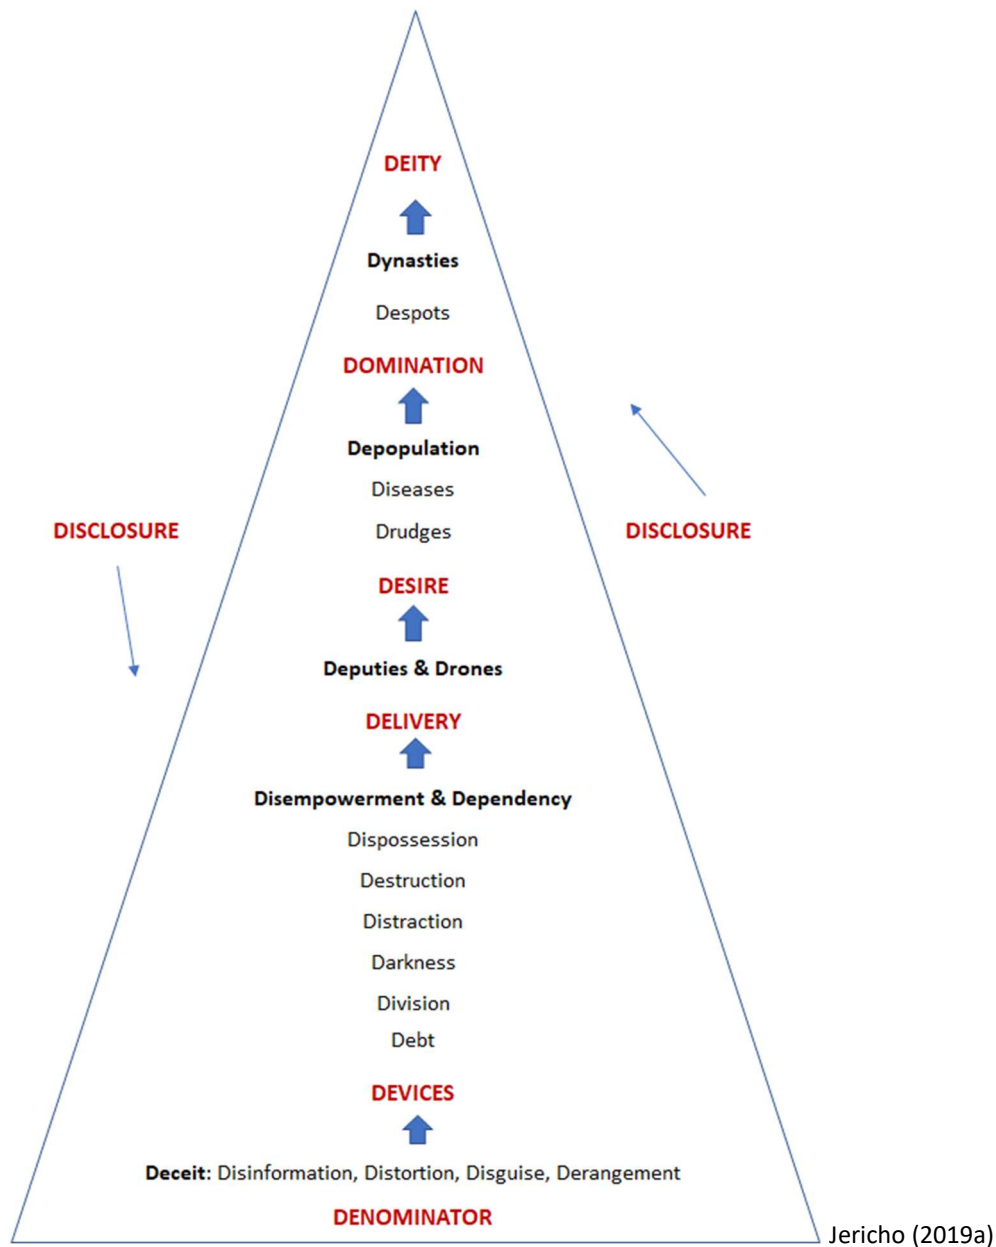 DEITY
Dynasties
Despots
DOMINATION
Depopulation
Diseases
Drudges
DISCLOSURE
DISCLOSURE
DESIRE
Deputies & Drones
DELIVERY
Disempowerment & Dependency
Dispossession
Destruction
Distraction
Darkness
Division
Debt
DEVICES
Deceit: Disinformation, Distortion, Disguise, Derangement
DENOMINATOR
Jericho (2019a)